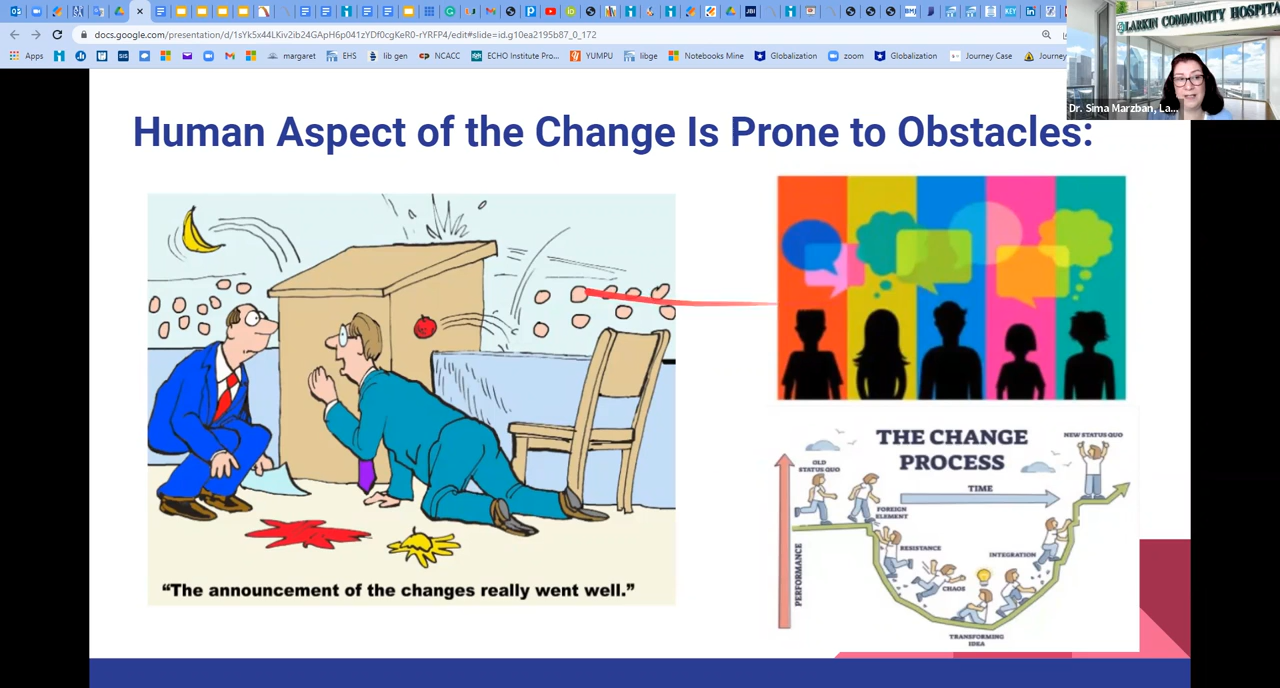 docs.google.com/presentation/d/1sYk5x44LKiv2ib24GApH6p041zYDf0cgKeR0-rWFP4/edit#slide=id.g10ea2195b87_0_172
Apps
margaret
EHS
lib gen
NCACC
ECHO Institute Pro...
YUMPU
libge
Notebooks Mine
Globalization
zoom
Globalization
Journey Case
Journey
LARKIN COMMUNITY HOSPITA
Dr. Sima Marzban, La...
Human Aspect of the Change Is Prone to Obstacles:
“The announcement of the changes really went well.”
THE CHANGE
PROCESS
OLD
STATUS QUO
NEW STATUS QUO
TIME
FOREIGN
ELEMENT
RESISTANCE
INTEGRATION
CHAOS
PERFORMANCE
TRANSFORMING
IDEA